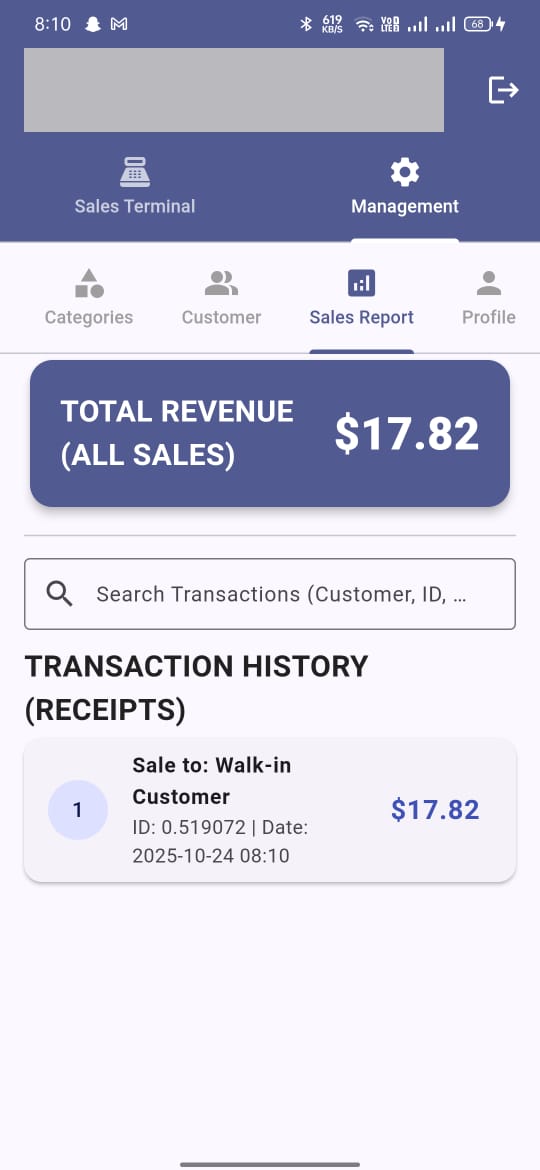 8:10 619 KB/S Vo LTE 68
Sales Terminal Management
Categories Customer Sales Report Profile
TOTAL REVENUE
(ALL SALES)
$17.82
Search Transactions (Customer, ID, ...
TRANSACTION HISTORY
(RECEIPTS)
1
Sale to: Walk-in
Customer
ID: 0.519072 | Date:
2025-10-24 08:10
$17.82